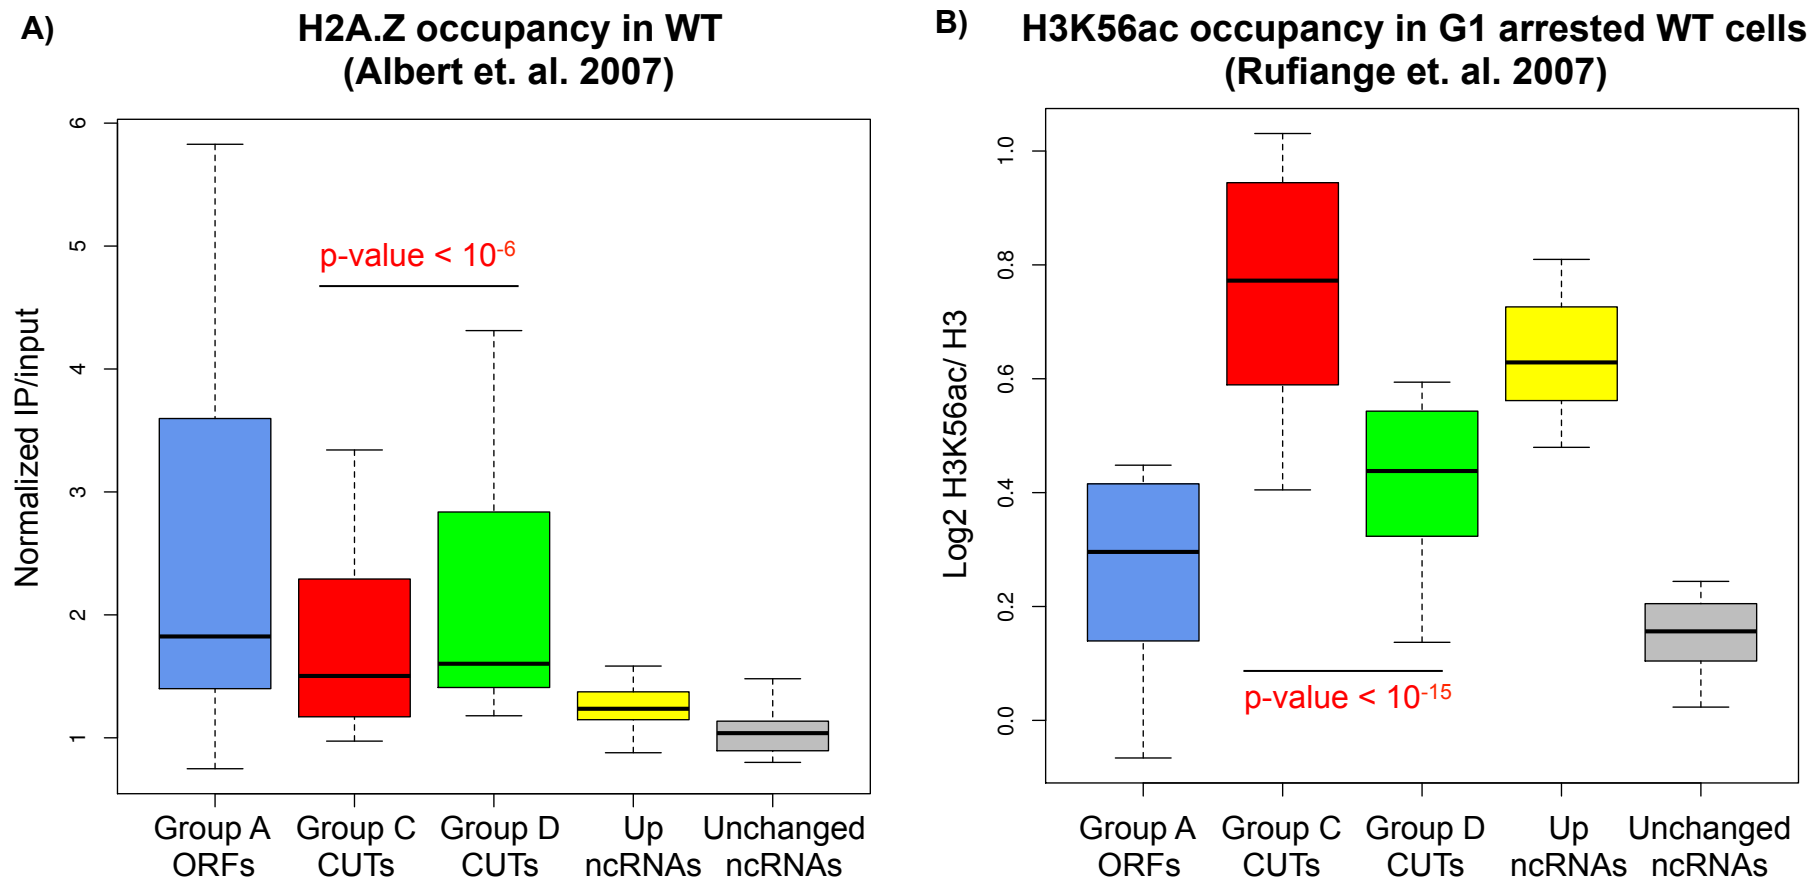 A)
H2A.Z occupancy in WT
(Albert et. al. 2007)
6
5
4
3
2
1
Normalized IP/input
p-value < 10-6
Group A
ORFs
Group C
CUTs
Group D
CUTs
Up
ncRNAs
Unchanged
ncRNAs
B)
H3K56ac occupancy in G1 arrested WT cells
(Rufiange et. al. 2007)
1.0
0.8
0.6
0.4
0.2
0.0
Log2 H3K56ac/ H3
p-value < 10-15
Group A
ORFs
Group C
CUTs
Group D
CUTs
Up
ncRNAs
Unchanged
ncRNAs